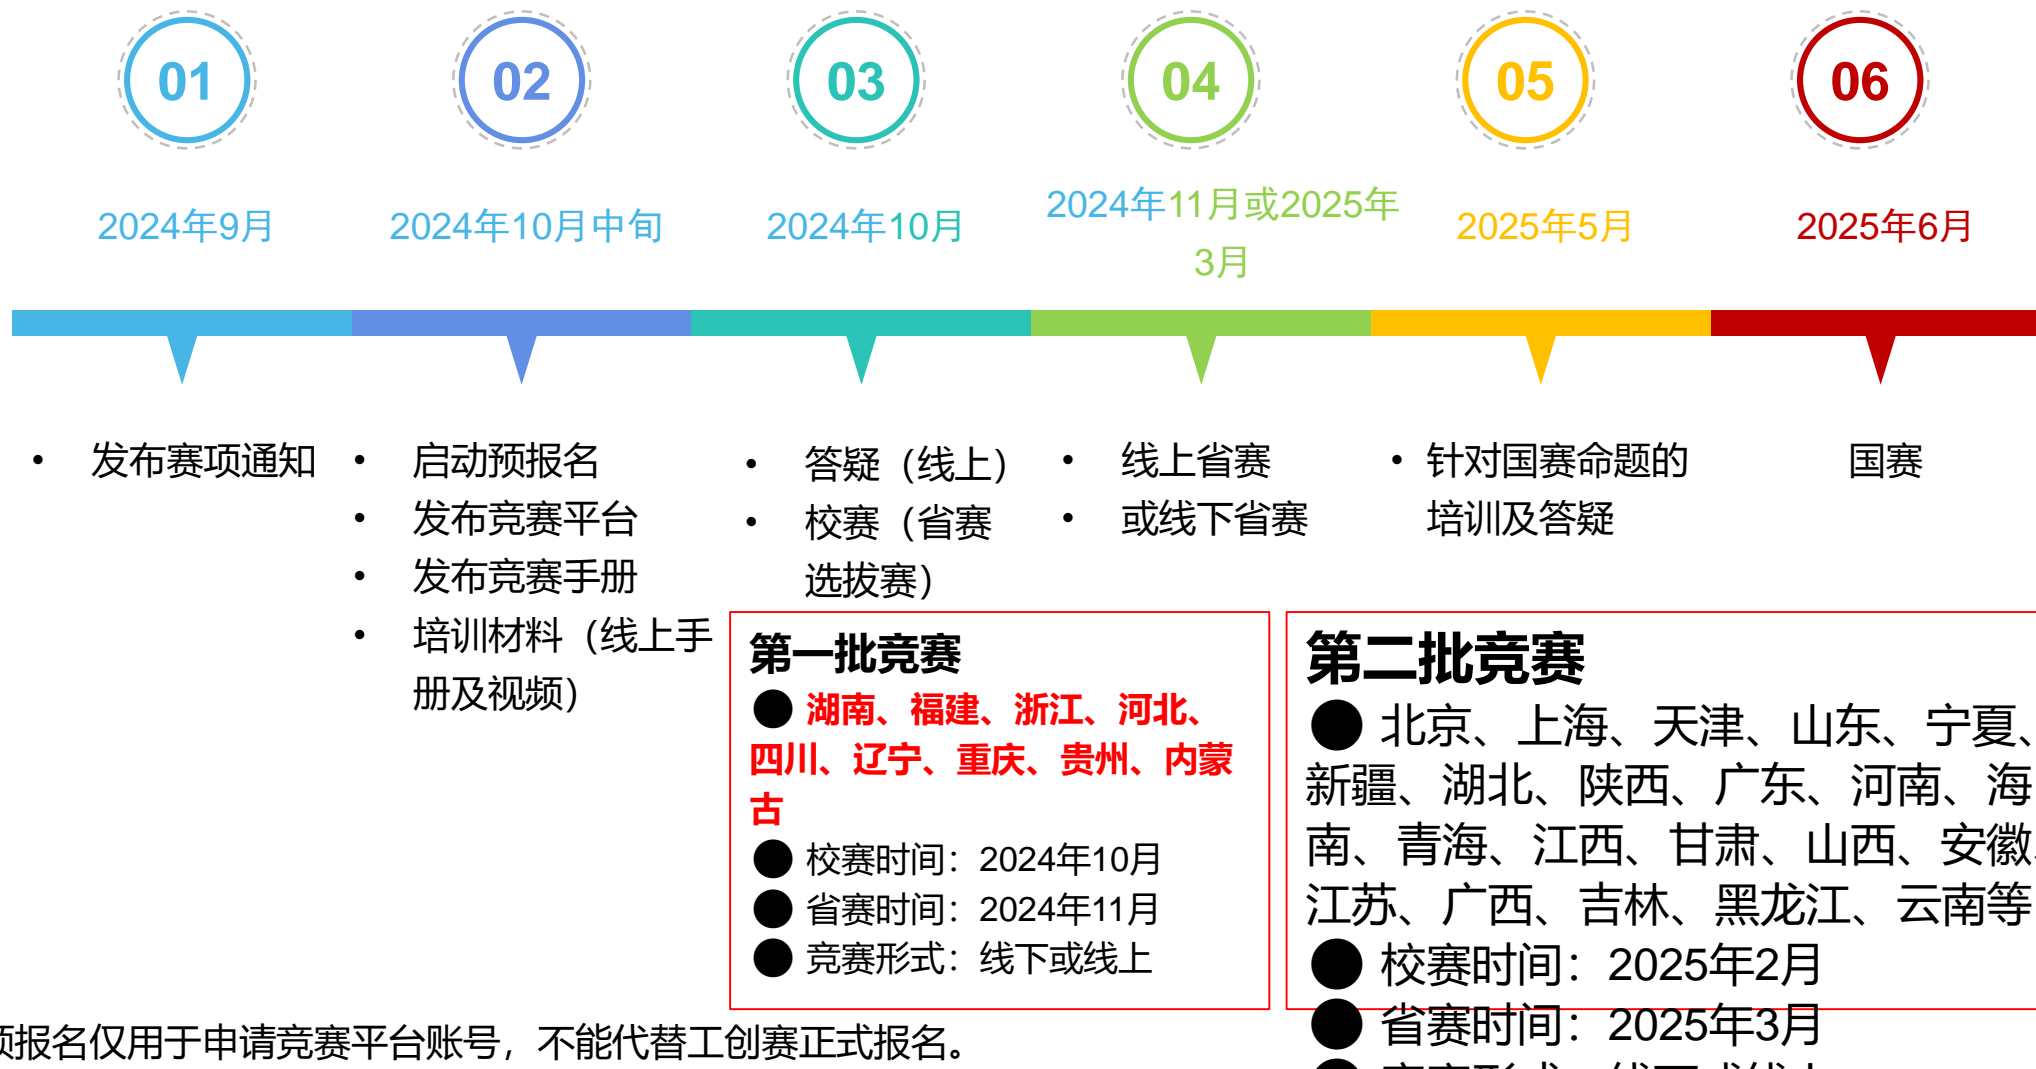 01
02
03
04
05
06
2024年9月
2024年10月中旬
2024年10月
2024年11月或2025年
3月
2025年5月
2025年6月
• 发布赛项通知
• 启动预报名
• 发布竞赛平台
• 发布竞赛手册
• 培训材料（线上手
册及视频）
• 答疑（线上）
• 校赛（省赛
选拔赛）
• 线上省赛
• 或线下省赛
• 针对国赛命题的
培训及答疑
国赛
第一批竞赛
● 湖南、福建、浙江、河北、
四川、辽宁、重庆、贵州、内蒙
古
● 校赛时间：2024年10月
● 省赛时间：2024年11月
● 竞赛形式：线下或线上
第二批竞赛
● 北京、上海、天津、山东、宁夏、
新疆、湖北、陕西、广东、河南、海
南、青海、江西、甘肃、山西、安徽、
江苏、广西、吉林、黑龙江、云南等
● 校赛时间：2025年2月
● 省赛时间：2025年3月
预报名仅用于申请竞赛平台账号，不能代替工创赛正式报名。